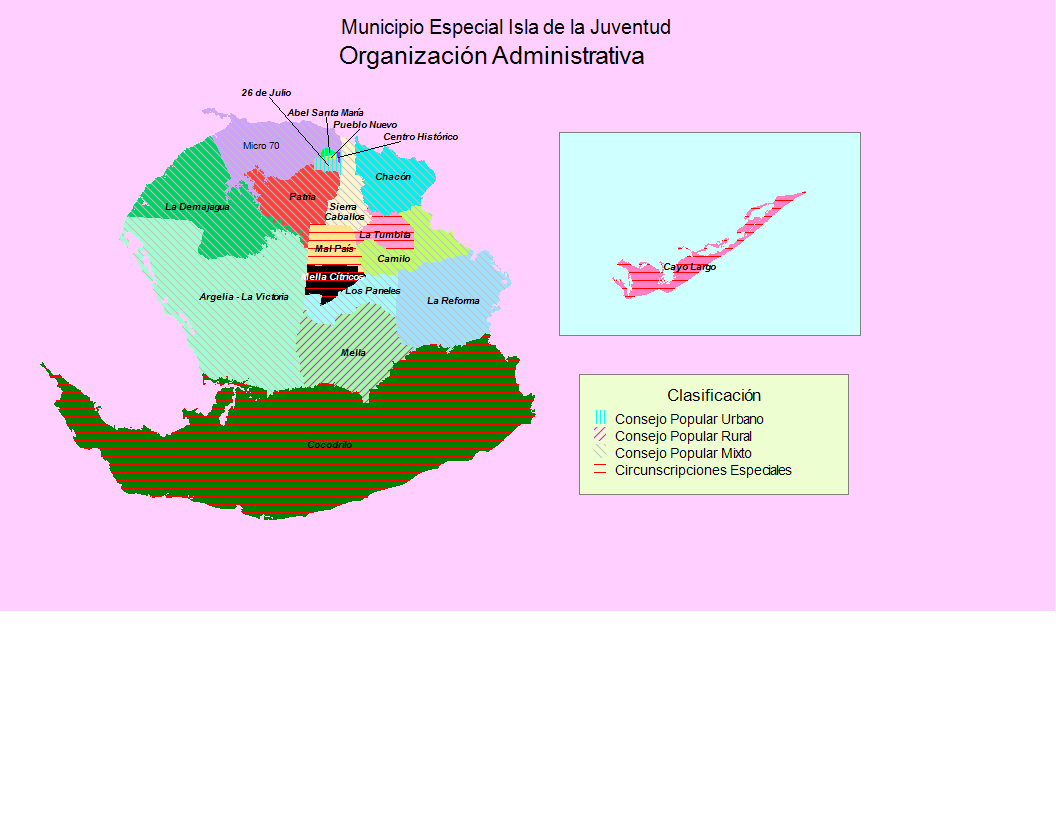 Municipio Especial Isla de la Juventud
Organización Administrativa
26 de Julio
Abel Santa María
Pueblo Nuevo
Centro Histórico
Micro 70
Chacón
Patria
La Demajagua
Sierra
Caballos
La Tumbita
Mal País
Camilo
Mella Cítricos
Los Paneles
Argelia - La Victoria
La Reforma
Mella
Cocodrilo
Cayo Largo
Clasificación
Consejo Popular Urbano
Consejo Popular Rural
Consejo Popular Mixto
Circunscripciones Especiales